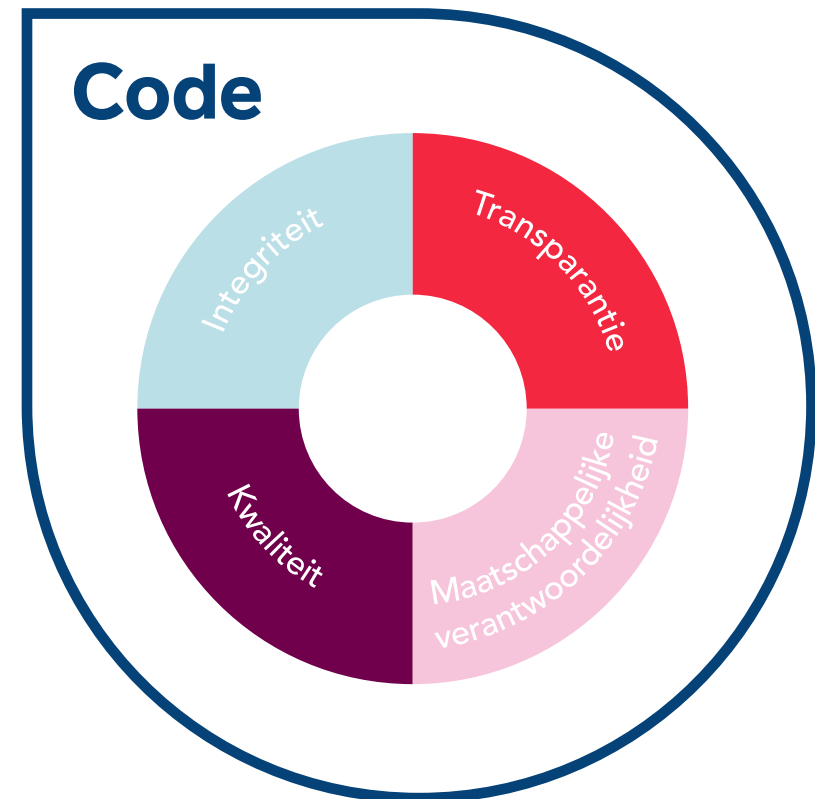 Code
Integriteit
Transparantie
Kwaliteit
Maatschappelijke
verantwoordelijkheid